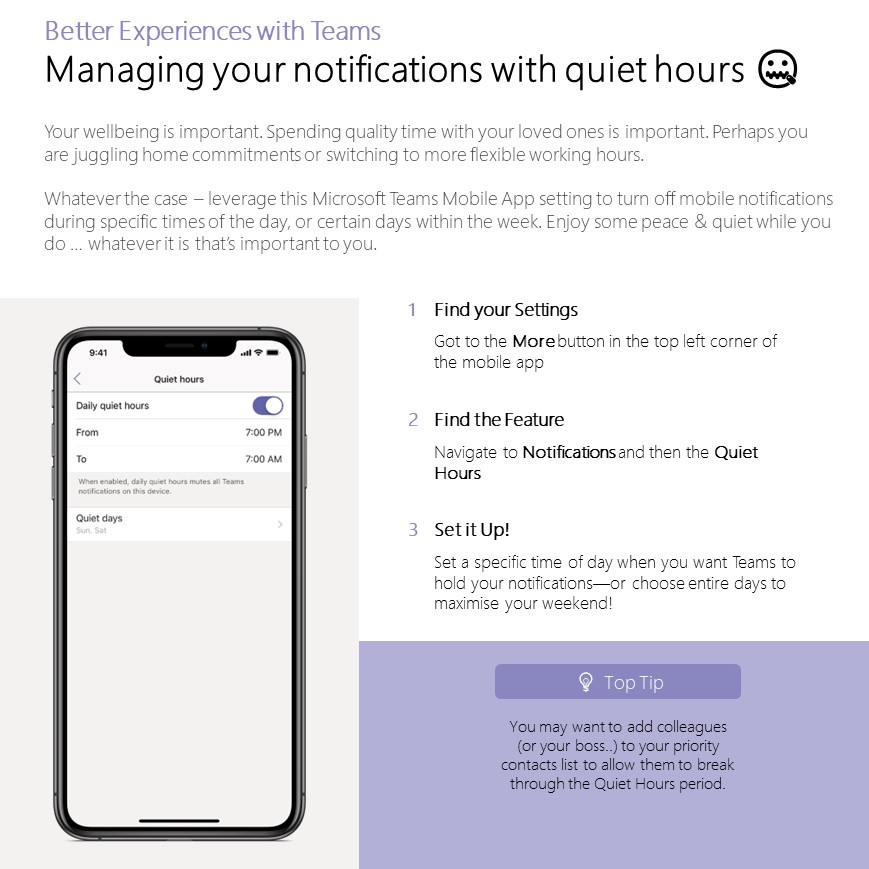 Better Experiences with Teams
Managing your notifications with quiet hours
Your wellbeing is important. Spending quality time with your loved ones is important. Perhaps you
are juggling home commitments or switching to more flexible working hours.
Whatever the case – leverage this Microsoft Teams Mobile App setting to turn off mobile notifications
during specific times of the day, or certain days within the week. Enjoy some peace & quiet while you
do ... whatever it is that's important to you.
9:41
Quiet hours
Daily quiet hours
From 7:00 PM
To 7:00 AM
When enabled, daily quiet hours mutes all Teams
notifications on this device.
Quiet days
Sun, Sat
1 Find your Settings
Got to the More button in the top left corner of
the mobile app
2 Find the Feature
Navigate to Notifications and then the Quiet
Hours
3 Set it Up!
Set a specific time of day when you want Teams to
hold your notifications—or choose entire days to
maximise your weekend!
Top Tip
You may want to add colleagues
(or your boss..) to your priority
contacts list to allow them to break
through the Quiet Hours period.